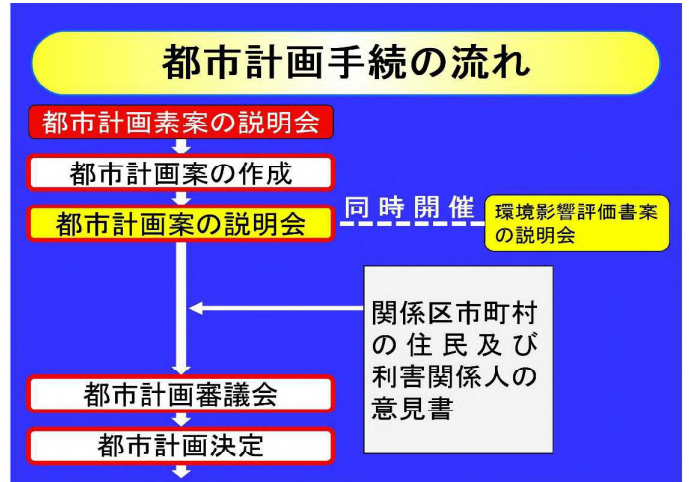 都市計画手続の流れ
都市計画素案の説明会
都市計画案の作成
都市計画案の説明会
同時開催
環境影響評価書案
の説明会
関係区市町村
の住民及び
利害関係人の
意見書
都市計画審議会
都市計画決定